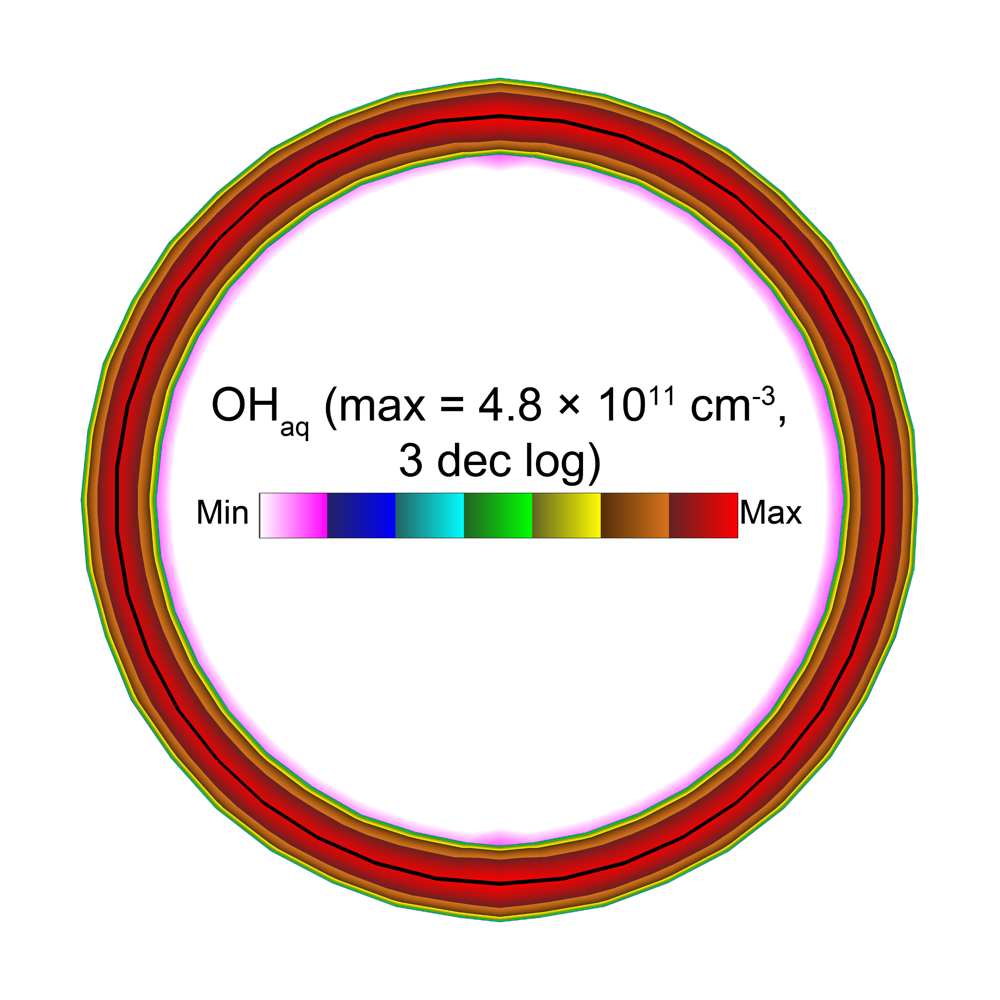 OHaq (max = 4.8 × 10¹¹ cm⁻³,
3 dec log)
Min Max